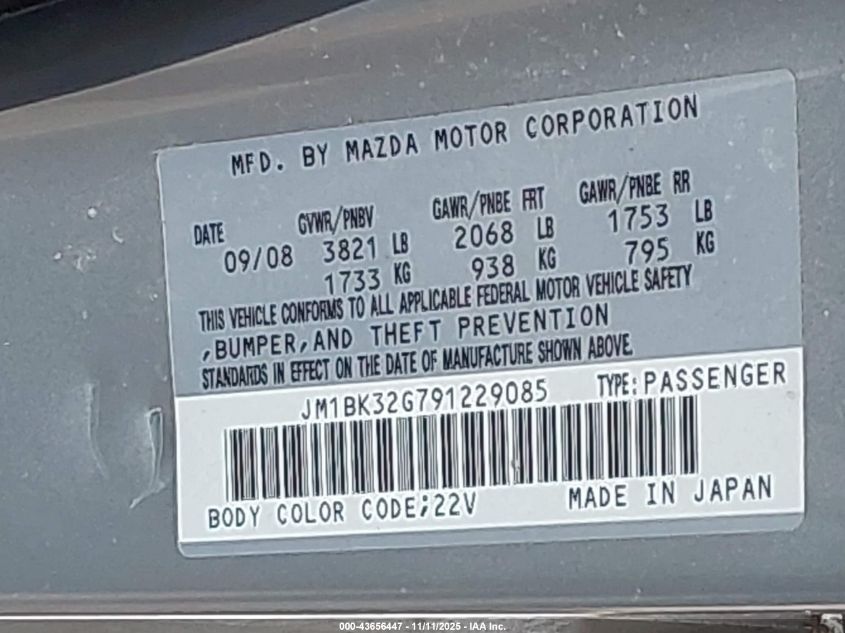 MFD. BY MAZDA MOTOR CORPORATION
DATE GVWR/PNBV GAWR/PNBE FRT GAWR/PNBE RR
09/08 3821 LB 2068 LB 1753 LB
1733 KG 938 KG 795 KG
THIS VEHICLE CONFORMS TO ALL APPLICABLE FEDERAL MOTOR VEHICLE SAFETY
,BUMPER,AND THEFT PREVENTION
STANDARDS IN EFFECT ON THE DATE OF MANUFACTURE SHOWN ABOVE.
JM1BK32G791229085 TYPE:PASSENGER
BODY COLOR CODE;22V MADE IN JAPAN
000-43656447 - 11/11/2025 - IAA Inc.